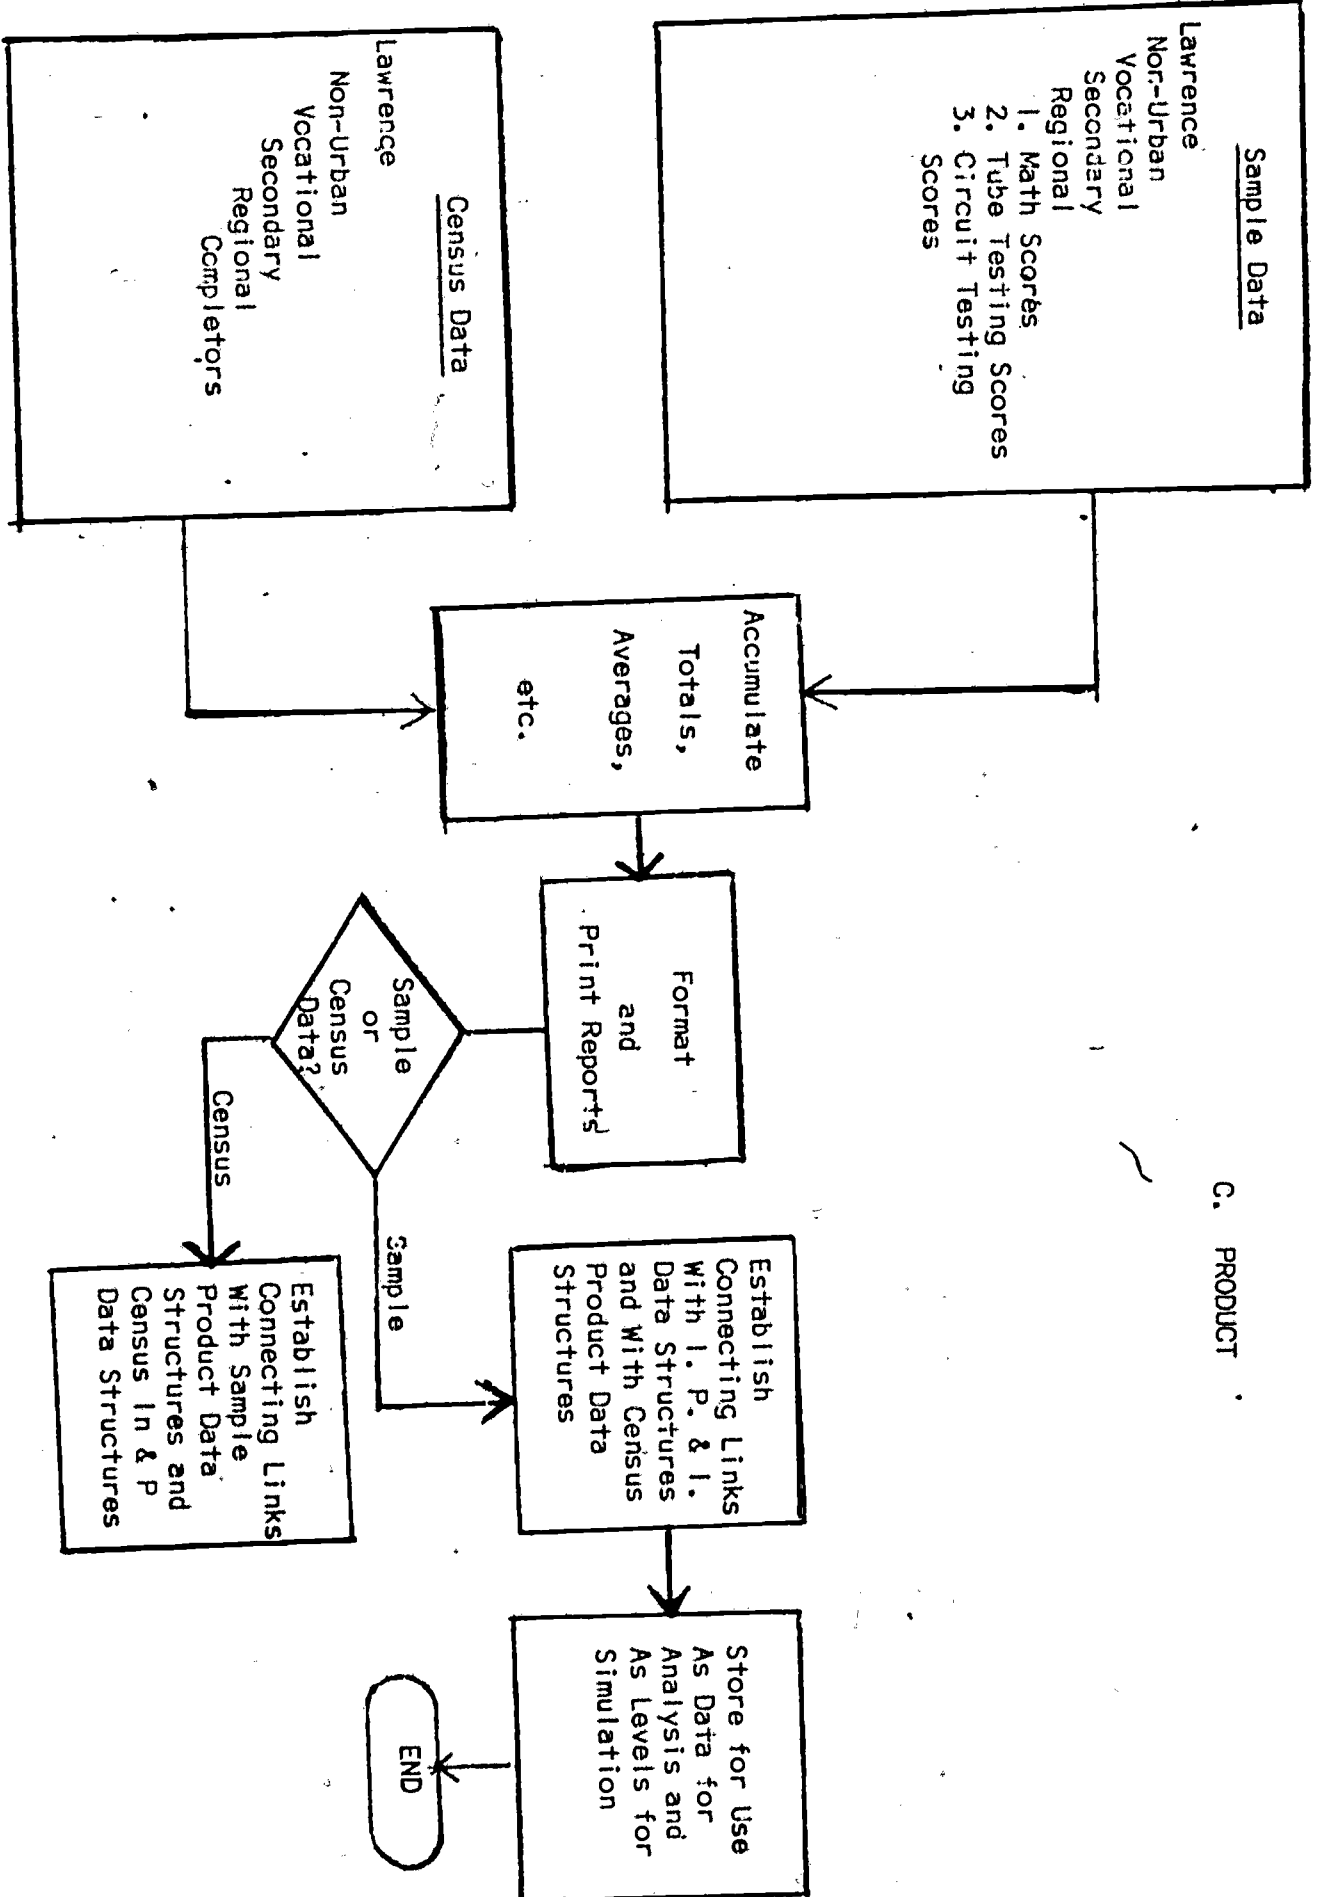 C. PRODUCT
Sample Data
Lawrence
Non-Urban
Vocational
Secondary
Regional
1. Math Scores
2. Tube Testing Scores
3. Circuit Testing
Scores
Census Data
Lawrence
Non-Urban
Vocational
Secondary
Regional
Completors
Accumulate
Totals,
Averages,
etc.
Format
and
Print Reports
Sample
or
Census
Data?
Sample
Census
Establish
Connecting Links
With I. P. & I.
Data Structures
and With Census
Product Data
Structures
Establish
Connecting Links
With Sample
Product Data
Structures and
Census In & P
Data Structures
Store for Use
As Data for
Analysis and
As Levels for
Simulation
END